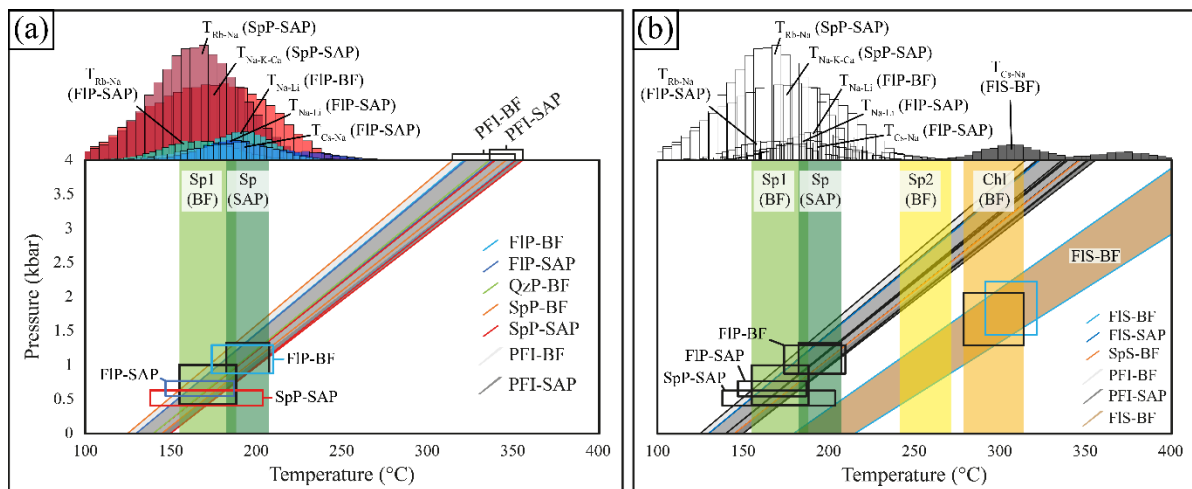 (a)
T_Rb-Na (SpP-SAP)
T_Na-K-Ca (SpP-SAP)
T_Rb-Na
(FlP-SAP)
T_Na-Li (FlP-BF)
T_Na-Li (FlP-SAP)
T_Cs-Na (FlP-SAP)
PFI-BF
PFI-SAP
4
3.5
3
2.5
2
1.5
1
0.5
0
Pressure (kbar)
Sp1
(BF)
Sp
(SAP)
FlP-BF
FlP-SAP
QzP-BF
SpP-BF
SpP-SAP
PFI-BF
PFI-SAP
FlP-BF
FlP-SAP
SpP-SAP
100 150 200 250 300 350 400
Temperature (°C)
(b)
T_Rb-Na (SpP-SAP)
T_Na-K-Ca (SpP-SAP)
T_Rb-Na
(FlP-SAP)
T_Na-Li (FlP-BF)
T_Na-Li (FlP-SAP)
T_Cs-Na (FlP-SAP)
T_Cs-Na
(FlS-BF)
Sp1
(BF)
Sp
(SAP)
Sp2
(BF)
Chl
(BF)
FlS-BF
FlP-BF
FlP-SAP
SpP-SAP
FlS-BF
FlS-SAP
SpS-BF
PFI-BF
PFI-SAP
FlS-BF
100 150 200 250 300 350 400
Temperature (°C)